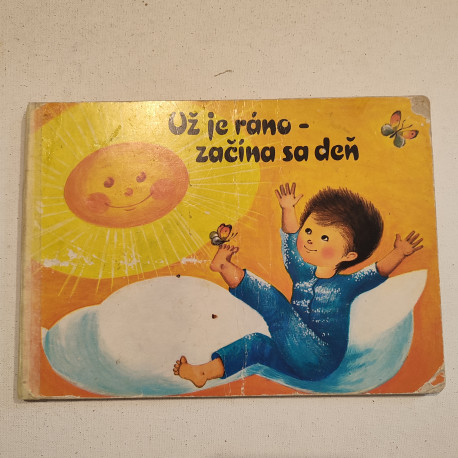 Už je ráno -
začína sa deň